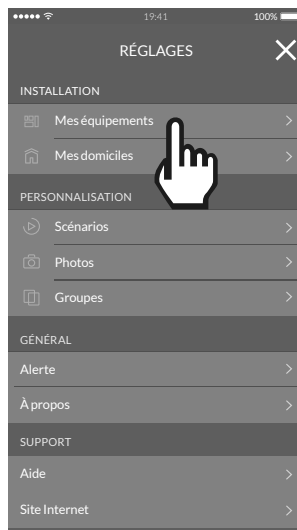 19:41 100%
RÉGLAGES
INSTALLATION
Mes équipements
Mes domiciles
PERSONNALISATION
Scénarios
Photos
Groupes
GÉNÉRAL
Alerte
À propos
SUPPORT
Aide
Site Internet